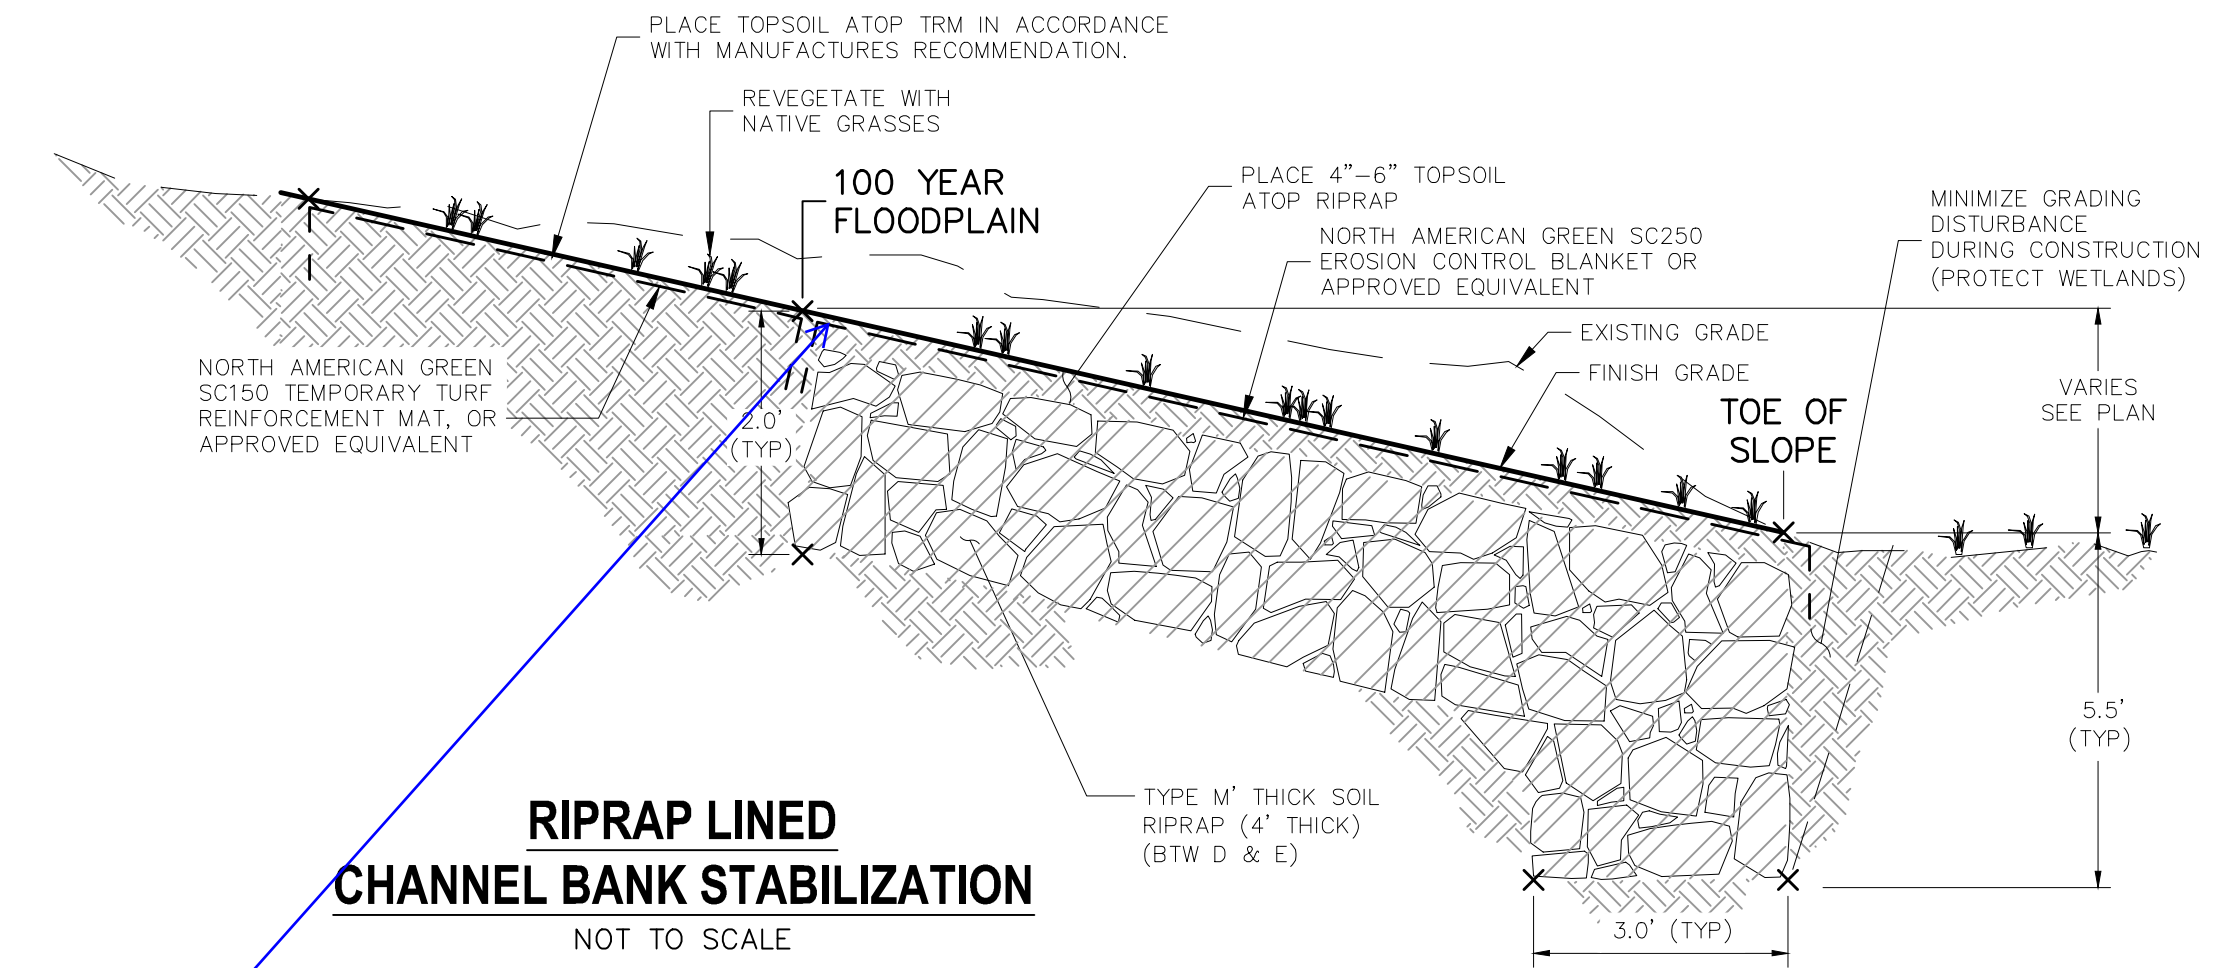 PLACE TOPSOIL ATOP TRM IN ACCORDANCE
WITH MANUFACTURES RECOMMENDATION.
REVEGETATE WITH
NATIVE GRASSES
100 YEAR
FLOODPLAIN
PLACE 4”–6” TOPSOIL
ATOP RIPRAP
NORTH AMERICAN GREEN SC250
EROSION CONTROL BLANKET OR
APPROVED EQUIVALENT
MINIMIZE GRADING
DISTURBANCE
DURING CONSTRUCTION
(PROTECT WETLANDS)
EXISTING GRADE
FINISH GRADE
TOE OF
SLOPE
VARIES
SEE PLAN
NORTH AMERICAN GREEN
SC150 TEMPORARY TURF
REINFORCEMENT MAT, OR
APPROVED EQUIVALENT
2.0'
(TYP)
5.5'
(TYP)
TYPE M' THICK SOIL
RIPRAP (4' THICK)
(BTW D & E)
3.0' (TYP)
RIPRAP LINED
CHANNEL BANK STABILIZATION
NOT TO SCALE